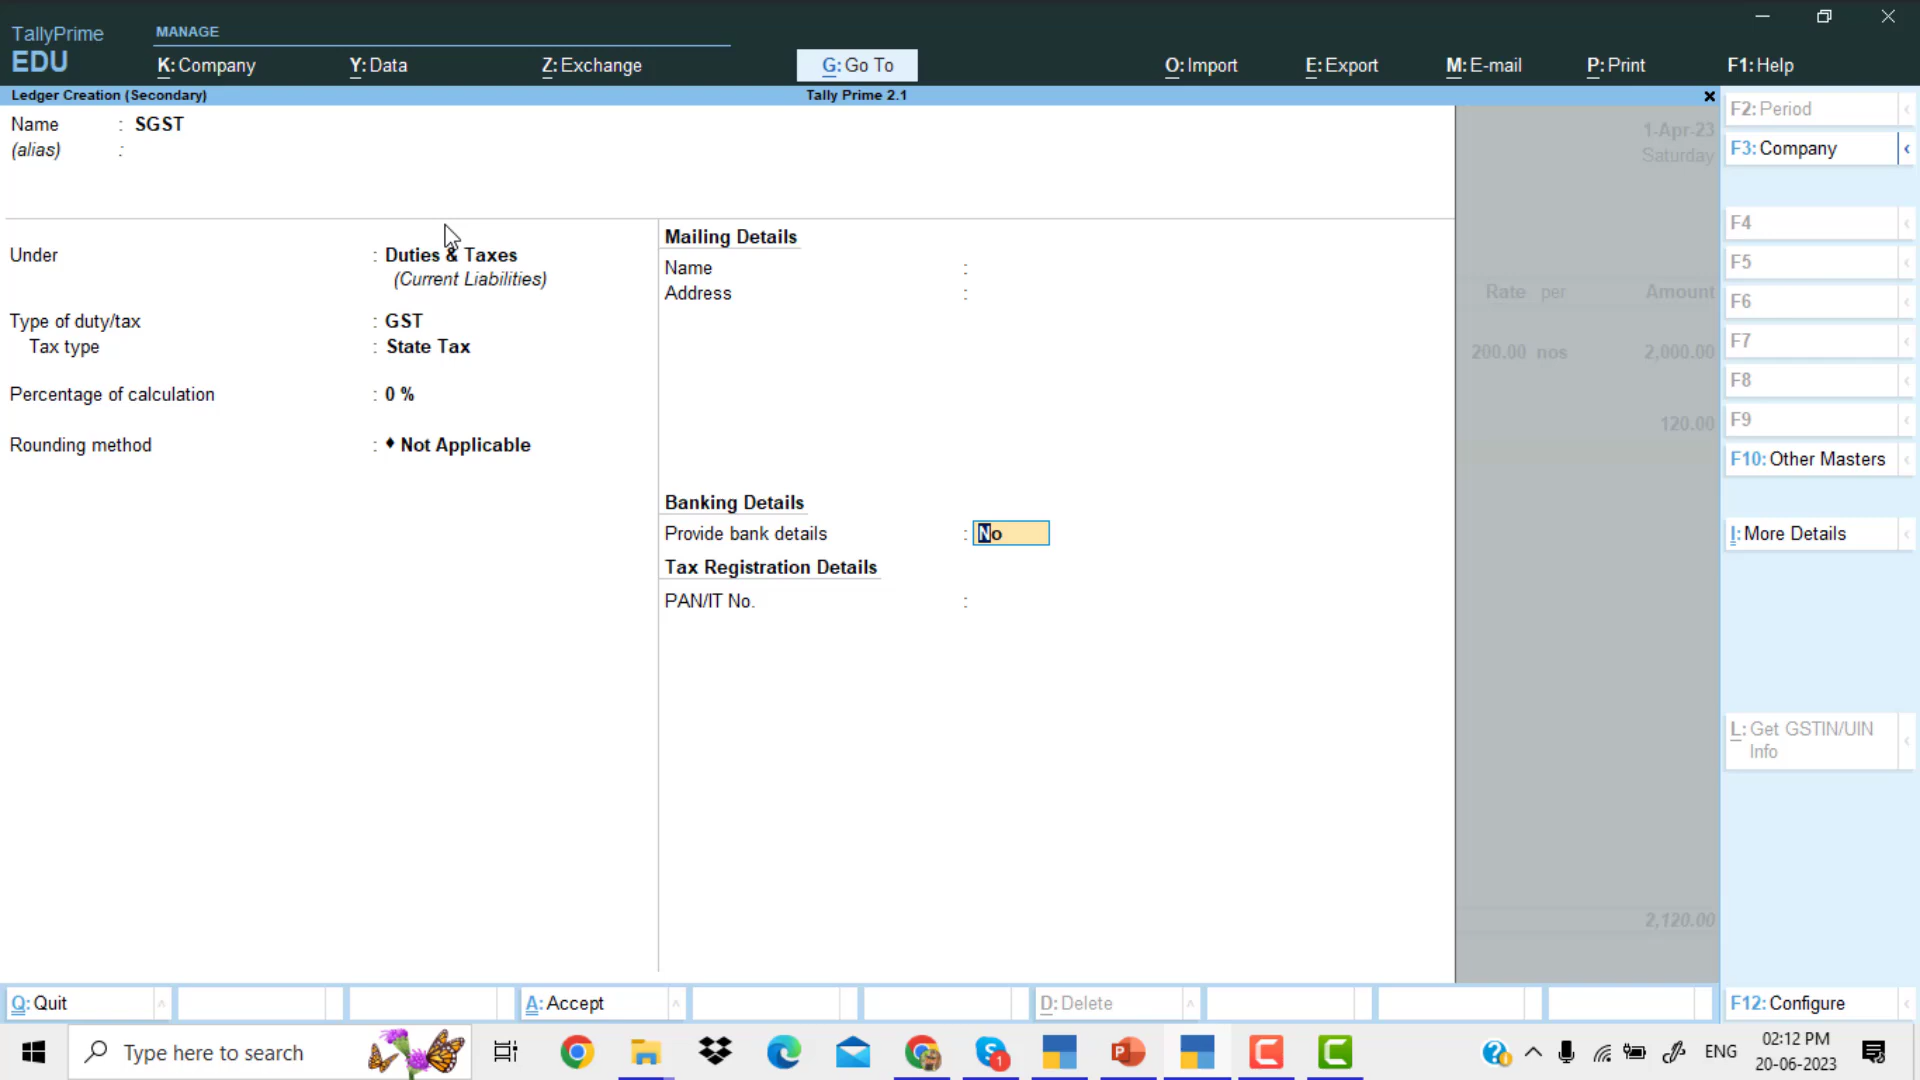 TallyPrime
EDU
MANAGE
K: Company
Y: Data
Z: Exchange
G: Go To
O: Import
E: Export
M: E-mail
P: Print
F1: Help
Ledger Creation (Secondary)
Tally Prime 2.1
Name : SGST
(alias) :
Under : Duties & Taxes
(Current Liabilities)
Type of duty/tax : GST
Tax type : State Tax
Percentage of calculation : 0 %
Rounding method : ♦ Not Applicable
Mailing Details
Name :
Address :
Banking Details
Provide bank details : No
Tax Registration Details
PAN/IT No. :
1-Apr-23
Saturday
Rate per Amount
200.00 nos 2,000.00
120.00
2,120.00
F2: Period
F3: Company
F4
F5
F6
F7
F8
F9
F10: Other Masters
I: More Details
L: Get GSTIN/UIN
Info
F12: Configure
Q: Quit
A: Accept
D: Delete
Type here to search
1
ENG
02:12 PM
20-06-2023